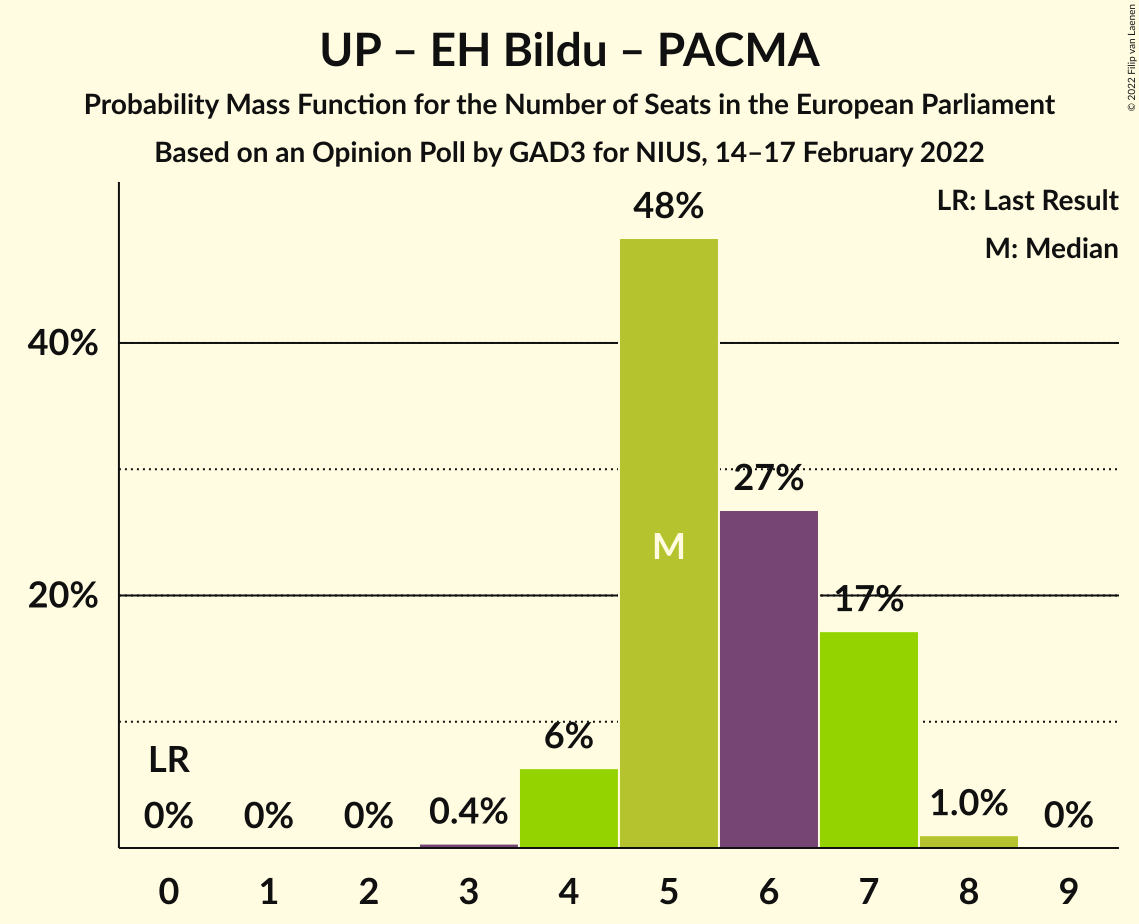 UP – EH Bildu – PACMA
Probability Mass Function for the Number of Seats in the European Parliament
Based on an Opinion Poll by GAD3 for NIUS, 14–17 February 2022
© 2022 Filip van Laenen
LR: Last Result
M: Median
48%
40%
27%
M
20%
17%
6%
LR
0% 0% 0% 0.4% 1.0% 0%
0 1 2 3 4 5 6 7 8 9